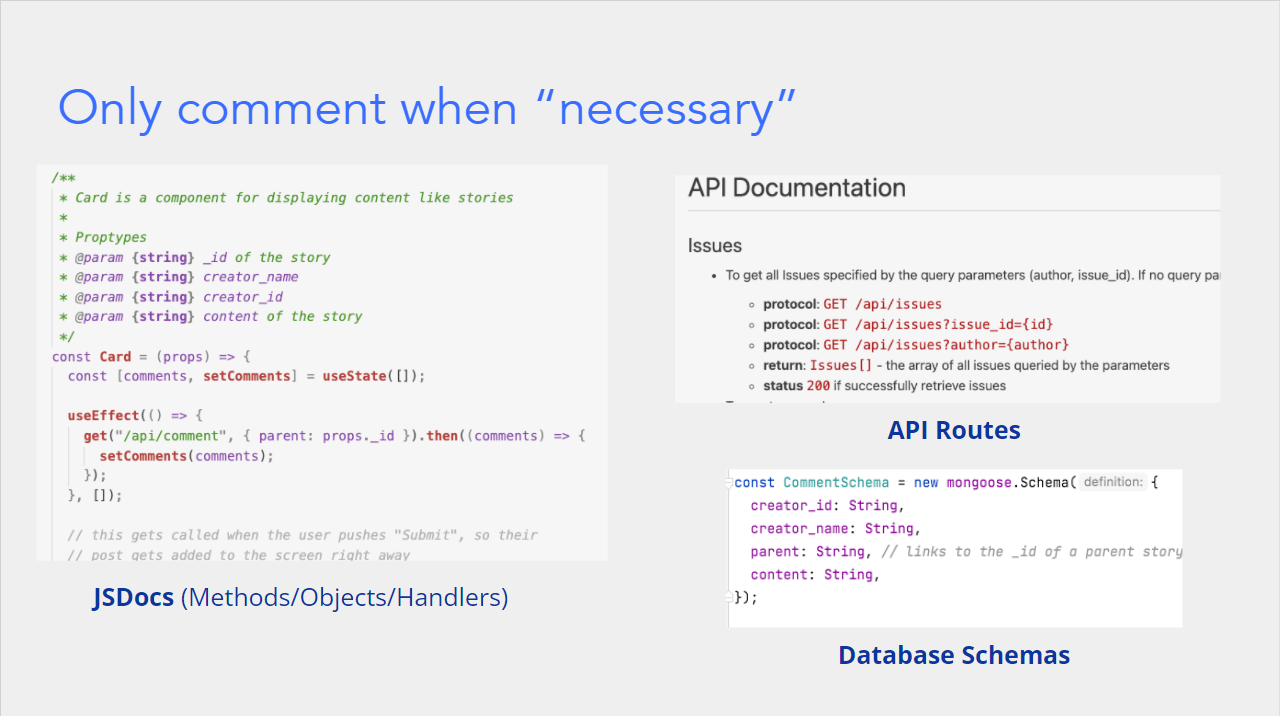 Only comment when “necessary”
/**
* Card is a component for displaying content like stories
*
* Proptypes
* @param {string} _id of the story
* @param {string} creator_name
* @param {string} creator_id
* @param {string} content of the story
*/
const Card = (props) => {
const [comments, setComments] = useState([]);
useEffect(() => {
get("/api/comment", { parent: props._id }).then((comments) => {
setComments(comments);
});
}, []);
// this gets called when the user pushes "Submit", so their
// post gets added to the screen right away
JSDocs (Methods/Objects/Handlers)
API Documentation
Issues
• To get all Issues specified by the query parameters (author, issue_id). If no query
◦ protocol: GET /api/issues
◦ protocol: GET /api/issues?issue_id={id}
◦ protocol: GET /api/issues?author={author}
◦ return: Issues[] - the array of all issues queried by the parameters
◦ status 200 if successfully retrieve issues
API Routes
const CommentSchema = new mongoose.Schema( definition: {
creator_id: String,
creator_name: String,
parent: String, // links to the _id of a parent story
content: String,
});
Database Schemas